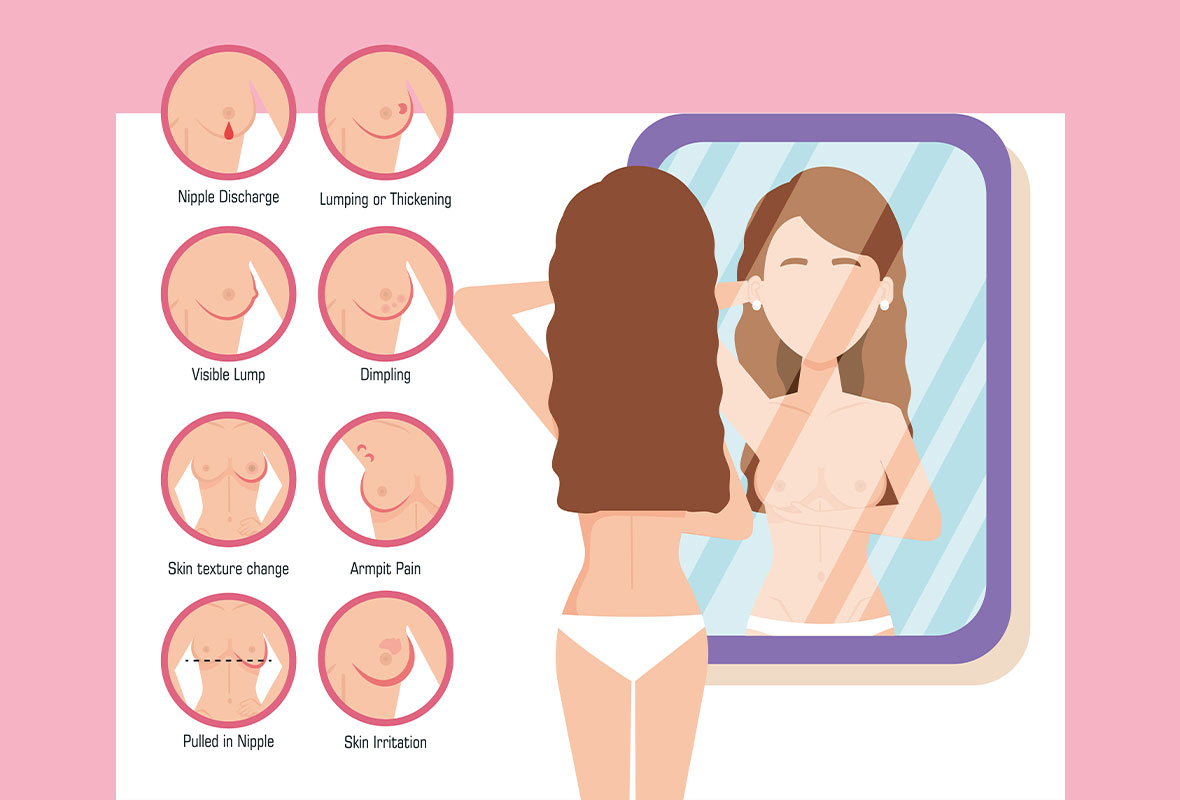 Nipple Discharge
Lumping or Thickening
Visible Lump
Dimpling
Skin texture change
Armpit Pain
Pulled in Nipple
Skin Irritation